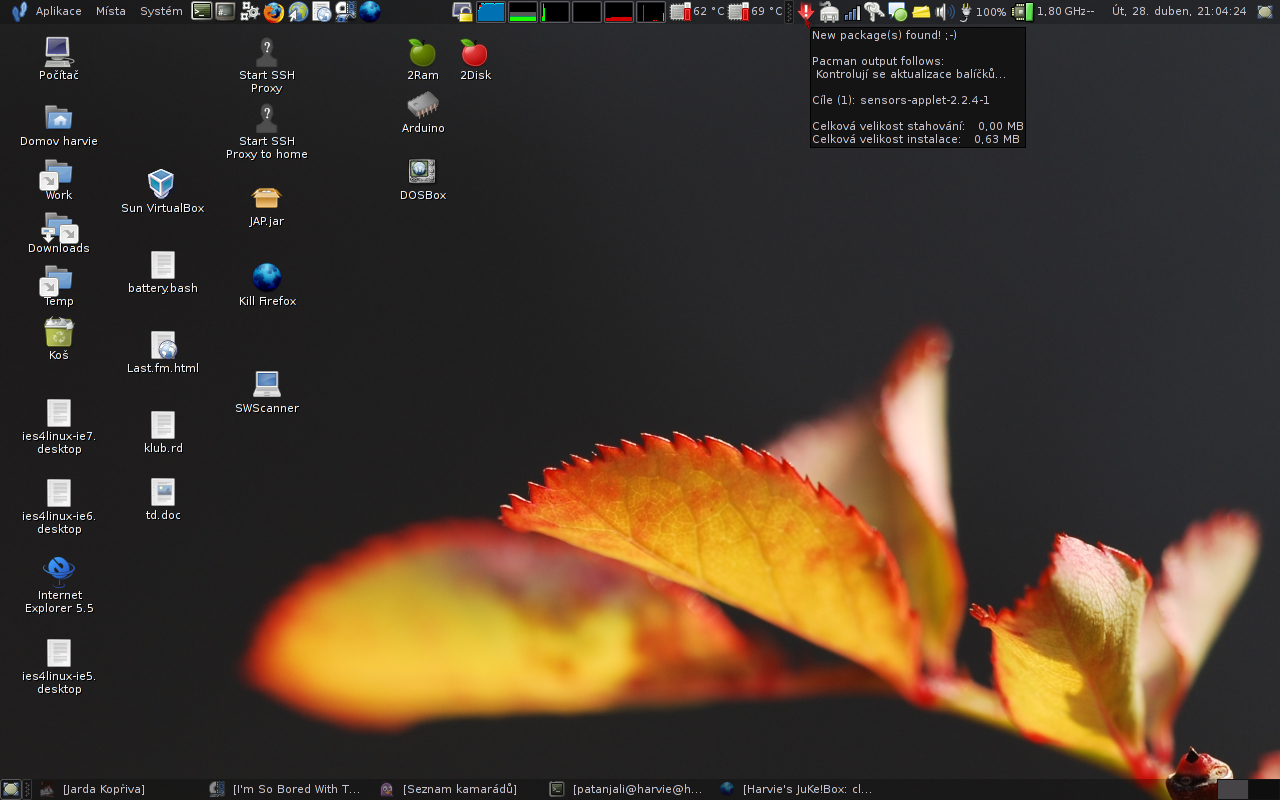 Aplikace Místa Systém
62 °C 69 °C 100% 1,80 GHz-- Út, 28. duben, 21:04:24
New package(s) found! ;-)
Pacman output follows:
Kontrolují se aktualizace balíčků...
Cíle (1): sensors-applet-2.2.4-1
Celková velikost stahování: 0,00 MB
Celková velikost instalace: 0,63 MB
Počítač
Domov harvie
Work
Downloads
Temp
Koš
ies4linux-ie7.
desktop
ies4linux-ie6.
desktop
Internet
Explorer 5.5
ies4linux-ie5.
desktop
Sun VirtualBox
battery.bash
Last.fm.html
klub.rd
td.doc
Start SSH
Proxy
Start SSH
Proxy to home
JAP.jar
Kill Firefox
SWScanner
2Ram
2Disk
Arduino
DOSBox
[Jarda Kopřiva] [I'm So Bored With T... [Seznam kamarádů] [patanjali@harvie@h... [Harvie's JuKe!Box: cl...